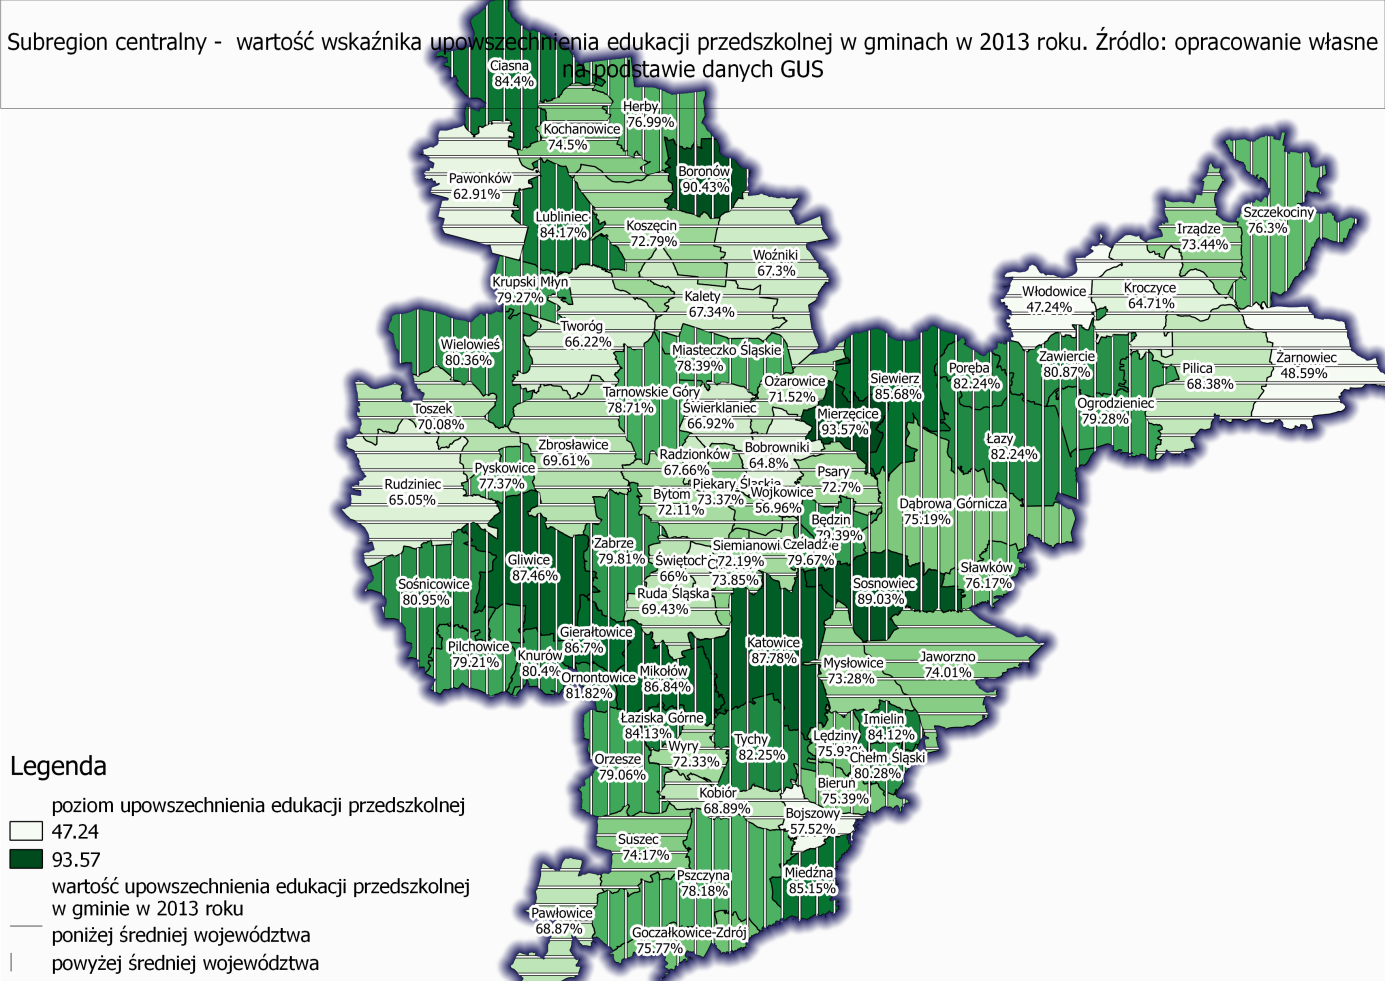 Subregion centralny - wartość wskaźnika upowszechnienia edukacji przedszkolnej w gminach w 2013 roku. Źródlo: opracowanie własne
na podstawie danych GUS
Ciasna
84.4%
Herby
76.99%
Kochanowice
74.5%
Boronów
90.43%
Pawonków
62.91%
Lubliniec
84.17%
Koszęcin
72.79%
Woźniki
67.3%
Szczekociny
76.3%
Irządze
73.44%
Krupski Młyn
79.27%
Kalety
67.34%
Włodowice
47.24%
Kroczyce
64.71%
Tworóg
66.22%
Wielowieś
80.36%
Miasteczko Śląskie
78.39%
Zawiercie
80.87%
Żarnowiec
48.59%
Pilica
68.38%
Poręba
82.24%
Siewierz
85.68%
Ożarowice
71.52%
Tarnowskie Góry
78.71%
Świerklaniec
66.92%
Mierzęcice
93.57%
Ogrodzieniec
79.28%
Toszek
70.08%
Zbrosławice
69.61%
Bobrowniki
64.8%
Łazy
82.24%
Radzionków
67.66%
Pyskowice
77.37%
Psary
72.7%
Rudziniec
65.05%
Piekary Śląskie
73.37%
Wojkowice
56.96%
Bytom
72.11%
Dąbrowa Górnicza
75.19%
Będzin
79.39%
Zabrze
79.81%
Siemianowi
72.19%
Czeladź
79.67%
Gliwice
87.46%
Świętoch
66%
73.85%
Sławków
76.17%
Sośnicowice
80.95%
Sosnowiec
89.03%
Ruda Śląska
69.43%
Gierałtowice
86.7%
Katowice
87.78%
Pilchowice
79.21%
Knurów
80.4%
Mysłowice
73.28%
Jaworzno
74.01%
Ornontowice
81.82%
Mikołów
86.84%
Łaziska Górne
84.13%
Imielin
84.12%
Wyry
72.33%
Tychy
82.25%
Lędziny
75.93%
Orzesze
79.06%
Chełm Śląski
80.28%
Bieruń
75.39%
Kobiór
68.89%
Bojszowy
57.52%
Suszec
74.17%
Pszczyna
78.18%
Miedźna
85.15%
Pawłowice
68.87%
Goczałkowice-Zdrój
75.77%
Legenda
poziom upowszechnienia edukacji przedszkolnej
47.24
93.57
wartość upowszechnienia edukacji przedszkolnej
w gminie w 2013 roku
poniżej średniej województwa
powyżej średniej województwa